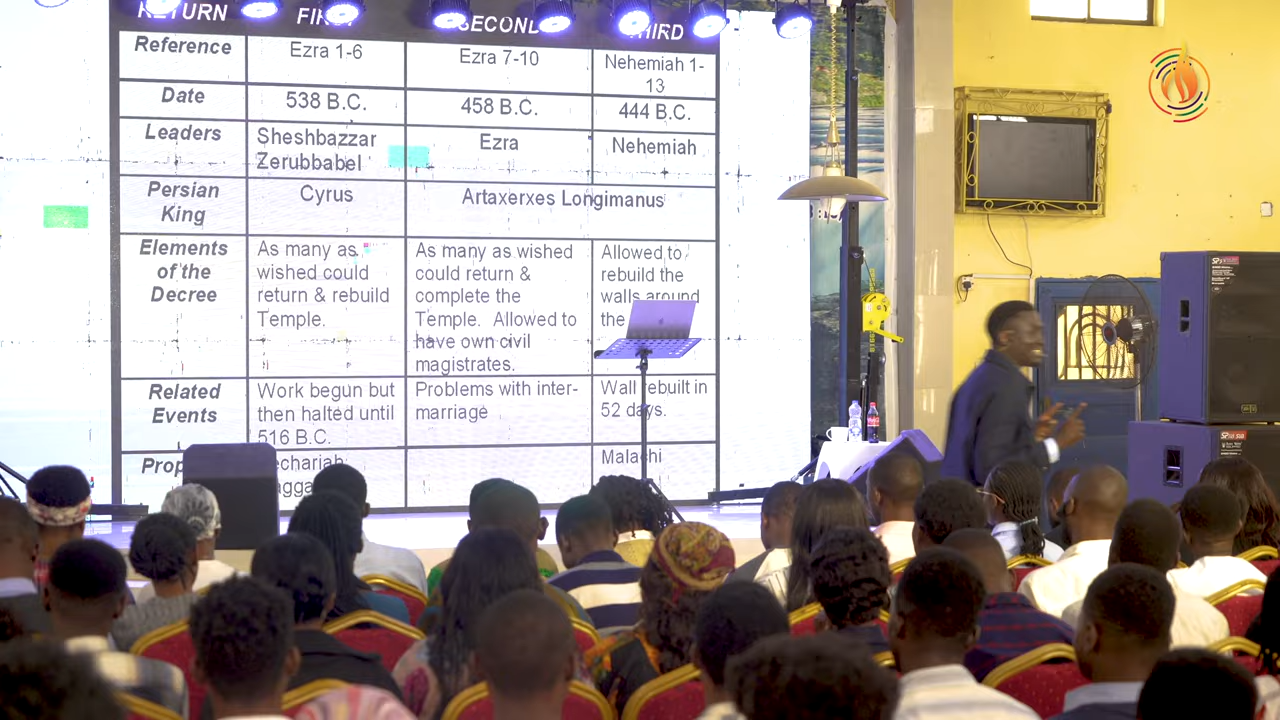 RETURN FIRST SECOND THIRD
Reference Ezra 1-6 Ezra 7-10 Nehemiah 1-
13
Date 538 B.C. 458 B.C. 444 B.C.
Leaders Sheshbazzar Ezra Nehemiah
Zerubbabel
Persian Cyrus Artaxerxes Longimanus
King
Elements As many as As many as wished Allowed to
of the wished could could return & rebuild the
Decree return & rebuild complete the walls around
Temple. Temple. Allowed to the
have own civil
magistrates.
Related Work begun but Problems with inter- Wall rebuilt in
Events then halted until marriage 52 days.
516 B.C.
Prop echariah Malachi
agga